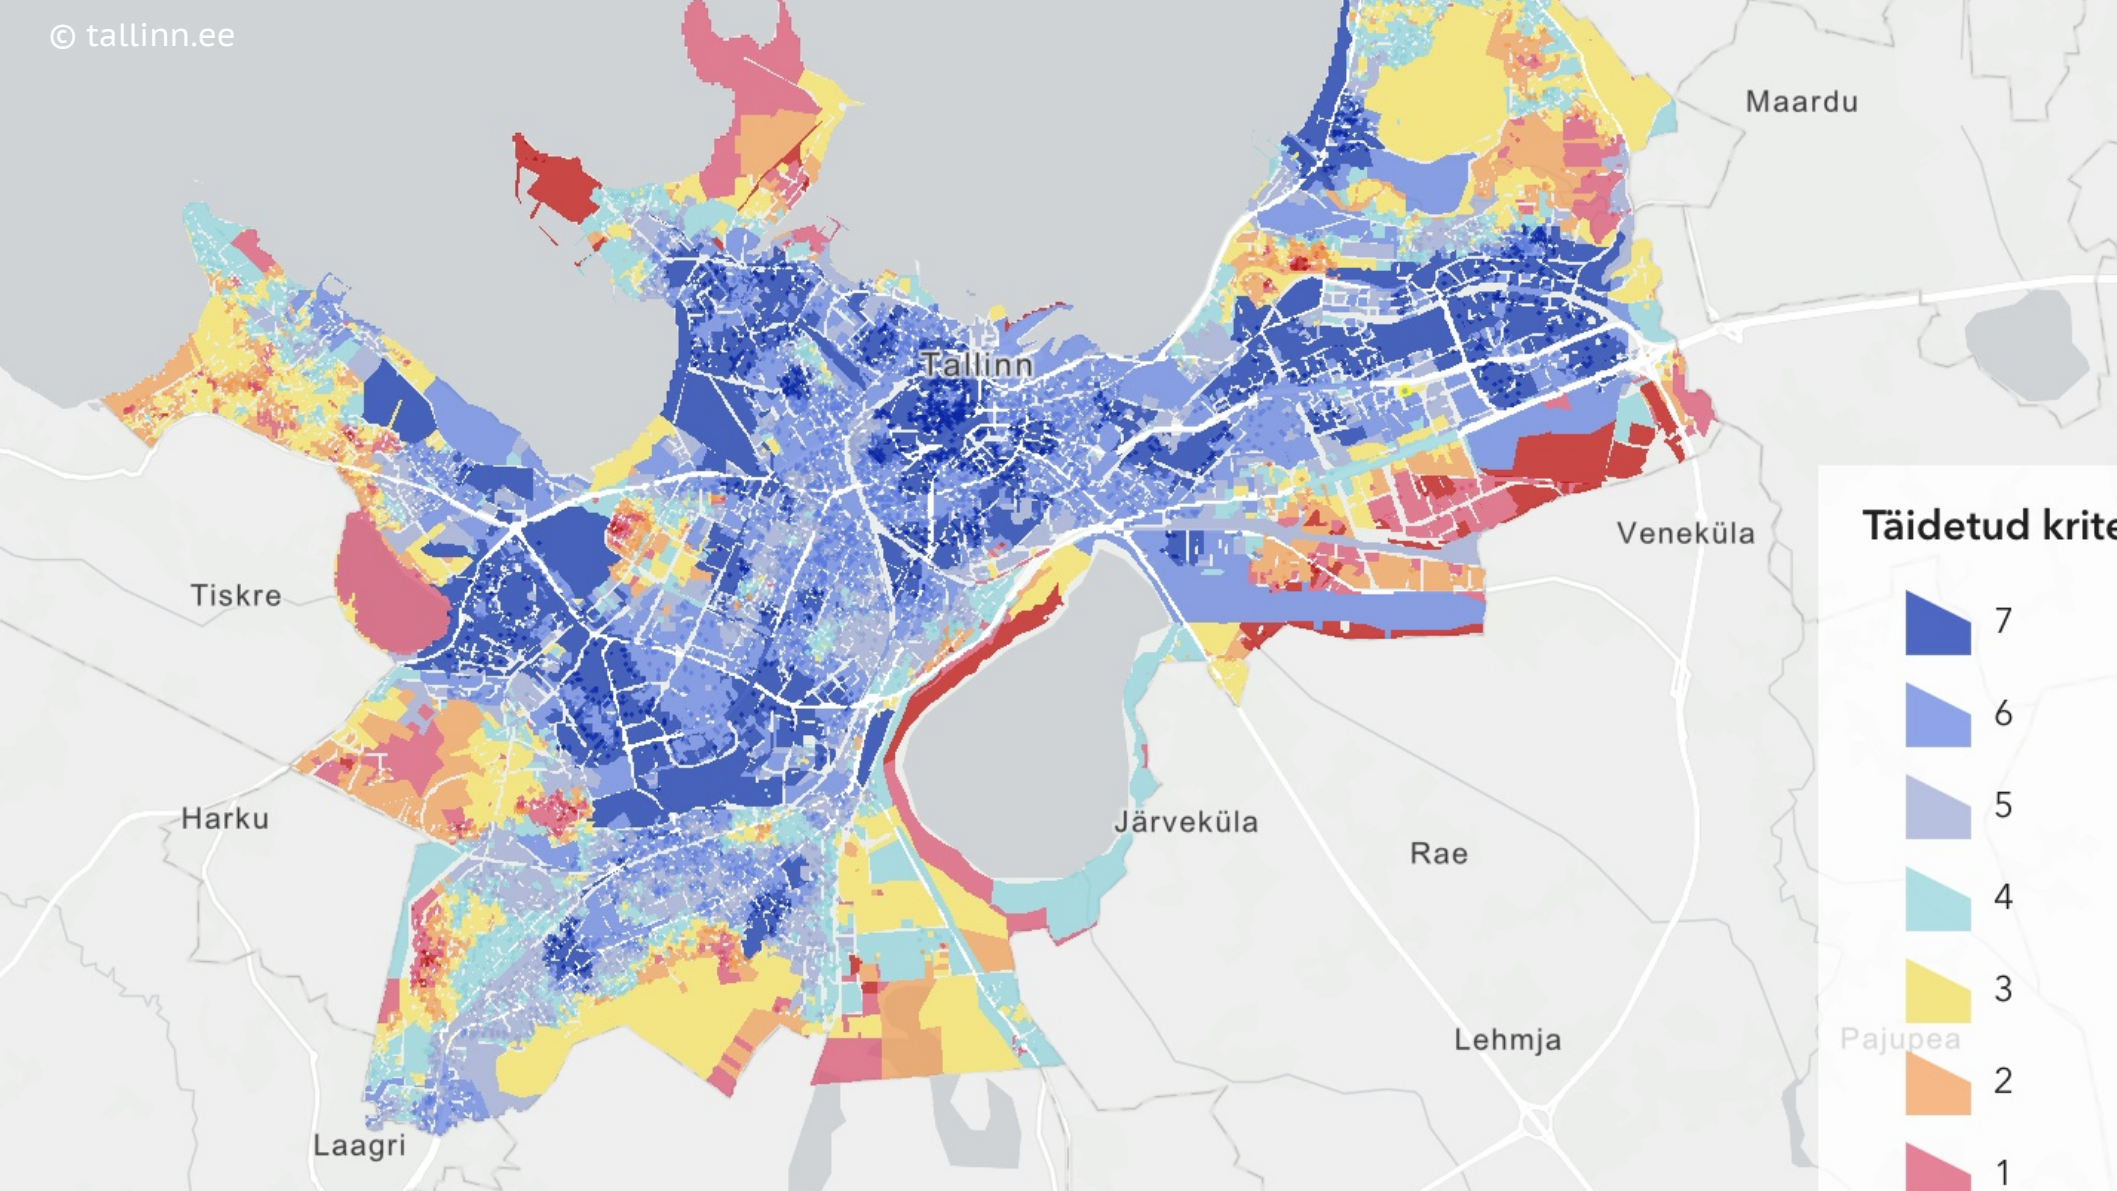 © tallinn.ee
Maardu
Tallinn
Veneküla
Täidetud krite
Tiskre
7
6
5
Harku
Järveküla
Rae
4
3
Lehmja
Pajupea
2
Laagri
1